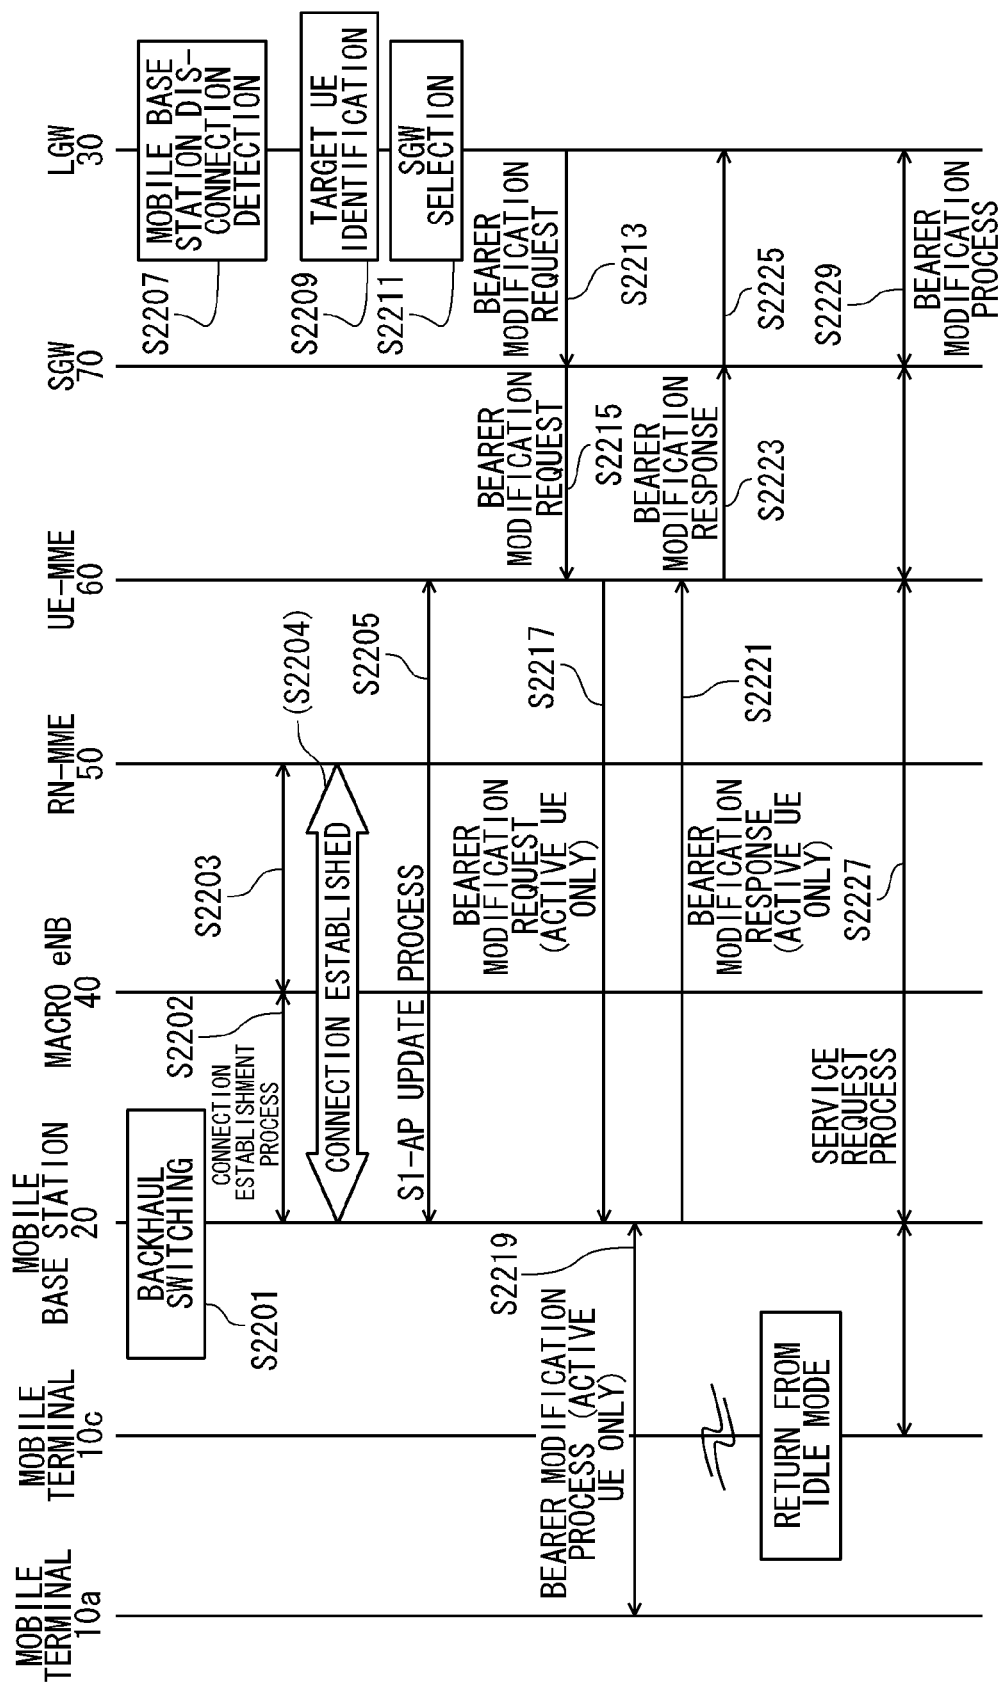 MOBILE
TERMINAL
10a
MOBILE
TERMINAL
10c
MOBILE
BASE STATION
20
MACRO eNB
40
RN-MME
50
UE-MME
60
SGW
70
LGW
30
BACKHAUL
SWITCHING
S2201
CONNECTION
ESTABLISHMENT
PROCESS
S2202
S2203
CONNECTION ESTABLISHED
(S2204)
S1-AP UPDATE PROCESS
S2205
MOBILE BASE
STATION DIS-
CONNECTION
DETECTION
S2207
TARGET UE
IDENTIFICATION
S2209
SGW
SELECTION
S2211
BEARER
MODIFICATION
REQUEST
S2213
BEARER
MODIFICATION
REQUEST
S2215
BEARER
MODIFICATION
REQUEST
(ACTIVE UE
ONLY)
S2217
BEARER MODIFICATION
PROCESS (ACTIVE
UE ONLY)
S2219
BEARER
MODIFICATION
RESPONSE
(ACTIVE UE
ONLY)
S2221
BEARER
MODIFICATION
RESPONSE
S2223
S2225
RETURN FROM
IDLE MODE
SERVICE
REQUEST
PROCESS
S2227
S2229
BEARER
MODIFICATION
PROCESS